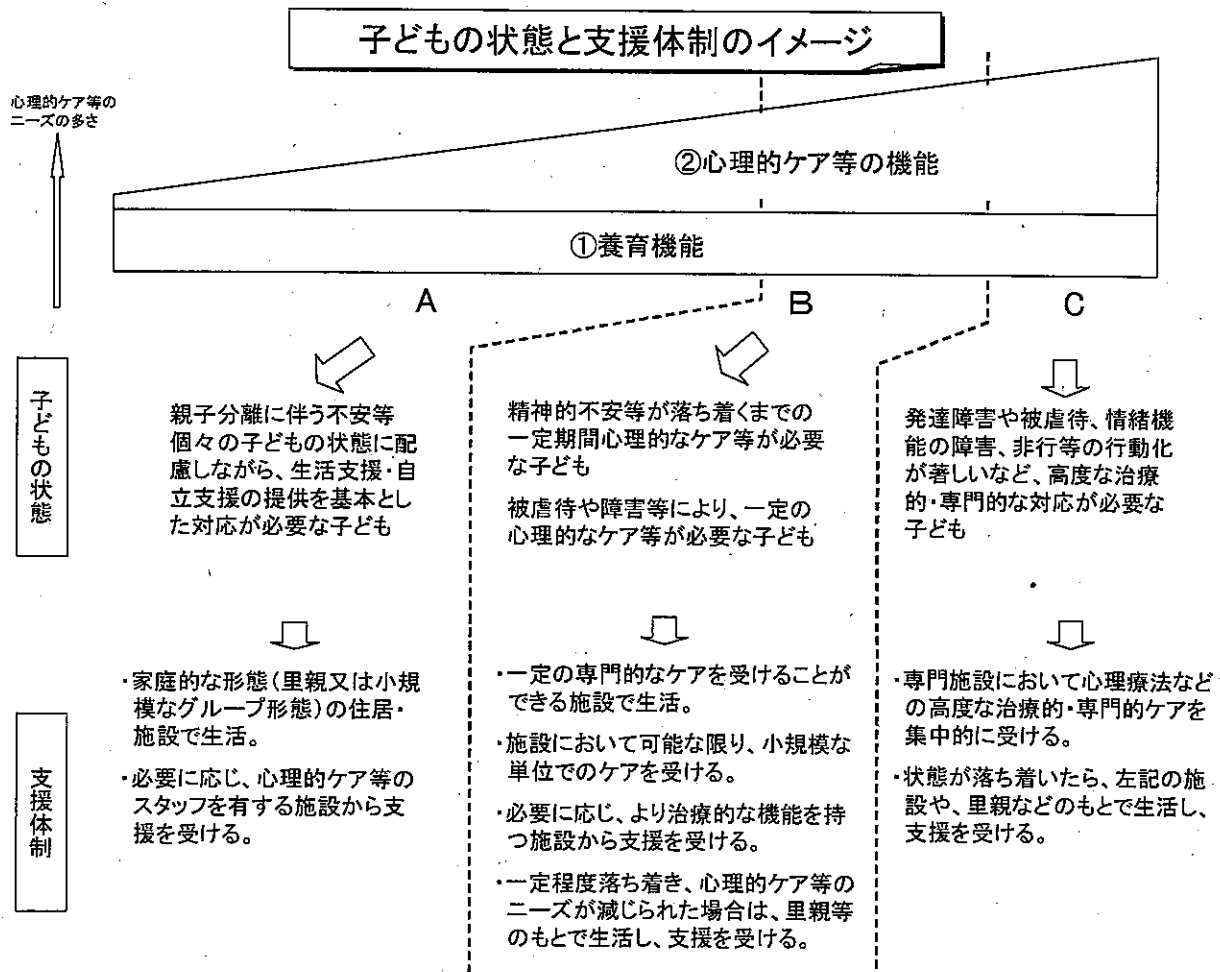 子どもの状態と支援体制のイメージ
心理的ケア等の
ニーズの多さ
②心理的ケア等の機能
①養育機能
A
B
C
子どもの状態
親子分離に伴う不安等
個々の子どもの状態に配
慮しながら、生活支援・自
立支援の提供を基本とし
た対応が必要な子ども
精神的不安等が落ち着くまでの
一定期間心理的なケア等が必要
な子ども
被虐待や障害等により、一定の
心理的なケア等が必要な子ども
発達障害や被虐待、情緒機
能の障害、非行等の行動化
が著しいなど、高度な治療
的・専門的な対応が必要な
子ども
支援体制
・家庭的な形態(里親又は小規
模なグループ形態)の住居・
施設で生活。
・必要に応じ、心理的ケア等の
スタッフを有する施設から支
援を受ける。
・一定の専門的なケアを受けることが
できる施設で生活。
・施設において可能な限り、小規模な
単位でのケアを受ける。
・必要に応じ、より治療的な機能を持
つ施設から支援を受ける。
・一定程度落ち着き、心理的ケア等の
ニーズが減じられた場合は、里親等
のもとで生活し、支援を受ける。
・専門施設において心理療法など
の高度な治療的・専門的ケアを
集中的に受ける。
・状態が落ち着いたら、左記の施
設や、里親などのもとで生活し、
支援を受ける。